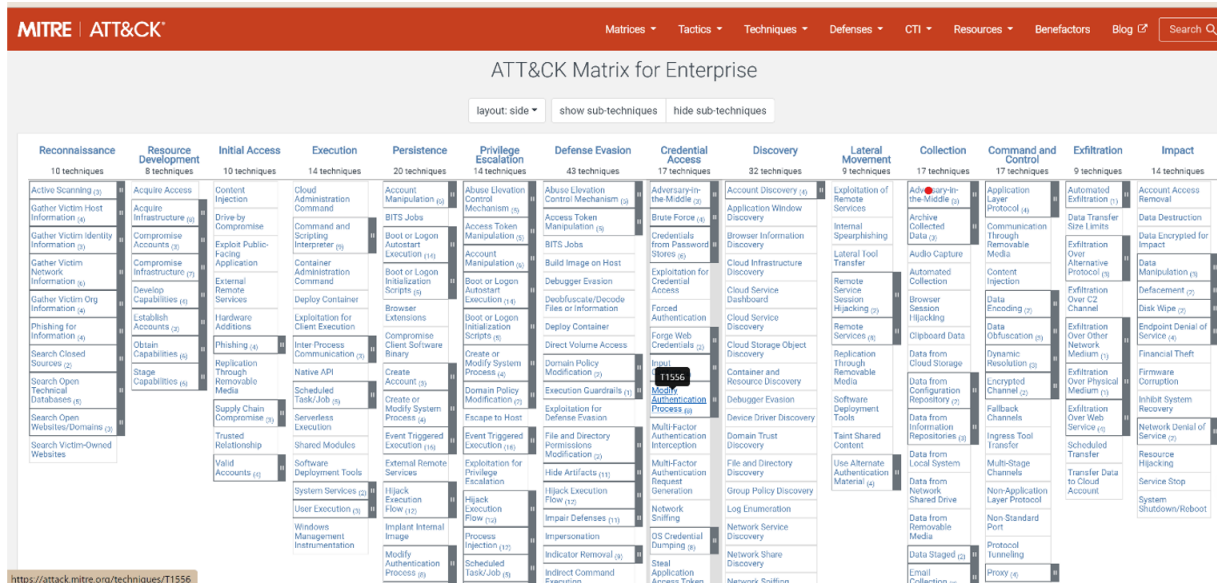 MITRE | ATT&CK®
Matrices
Tactics
Techniques
Defenses
CTI
Resources
Benefactors
Blog
Search
ATT&CK Matrix for Enterprise
layout: side
show sub-techniques
hide sub-techniques
Reconnaissance
10 techniques
Active Scanning (3)
Gather Victim Host
Information (4)
Gather Victim Identity
Information (3)
Gather Victim
Network
Information (6)
Gather Victim Org
Information (4)
Phishing for
Information (4)
Search Closed
Sources (2)
Search Open
Technical
Databases (5)
Search Open
Websites/Domains (3)
Search Victim-Owned
Websites
Resource
Development
8 techniques
Acquire Access
Acquire
Infrastructure (8)
Compromise
Accounts (3)
Compromise
Infrastructure (7)
Develop
Capabilities (4)
Establish
Accounts (3)
Obtain
Capabilities (6)
Stage
Capabilities (6)
Initial Access
10 techniques
Content
Injection
Drive-by
Compromise
Exploit Public-
Facing
Application
External
Remote
Services
Hardware
Additions
Phishing (4)
Replication
Through
Removable
Media
Supply Chain
Compromise (3)
Trusted
Relationship
Valid
Accounts (4)
Execution
14 techniques
Cloud
Administration
Command
Command and
Scripting
Interpreter (9)
Container
Administration
Command
Deploy Container
Exploitation for
Client Execution
Inter Process
Communication (3)
Native API
Scheduled
Task/Job (5)
Serverless
Execution
Shared Modules
Software
Deployment Tools
System Services (2)
User Execution (3)
Windows
Management
Instrumentation
Persistence
20 techniques
Account
Manipulation (6)
BITS Jobs
Boot or Logon
Autostart
Execution (14)
Boot or Logon
Initialization
Scripts (5)
Browser
Extensions
Compromise
Client Software
Binary
Create
Account (3)
Create or
Modify System
Process (4)
Event Triggered
Execution (16)
External Remote
Services
Hijack
Execution
Flow (12)
Implant Internal
Image
Modify
Authentication
Process (8)
Privilege
Escalation
14 techniques
Abuse Elevation
Control
Mechanism (5)
Access Token
Manipulation (5)
Account
Manipulation (6)
Boot or Logon
Autostart
Execution (14)
Boot or Logon
Initialization
Scripts (5)
Create or
Modify System
Process (4)
Domain Policy
Modification (2)
Escape to Host
Event Triggered
Execution (16)
Exploitation for
Privilege
Escalation
Hijack
Execution
Flow (12)
Process
Injection (12)
Scheduled
Task/Job (5)
Defense Evasion
43 techniques
Abuse Elevation
Control Mechanism (5)
Access Token
Manipulation (5)
BITS Jobs
Build Image on Host
Debugger Evasion
Deobfuscate/Decode
Files or Information
Deploy Container
Direct Volume Access
Domain Policy
Modification (2)
Execution Guardrails (1)
Exploitation for
Defense Evasion
File and Directory
Permissions
Modification (2)
Hide Artifacts (11)
Hijack Execution
Flow (12)
Impair Defenses (11)
Impersonation
Indicator Removal (9)
Indirect Command
Execution
Credential
Access
17 techniques
Adversary-in-
the-Middle (3)
Brute Force (4)
Credentials
from Password
Stores (6)
Exploitation for
Credential
Access
Forced
Authentication
Forge Web
Credentials (2)
Input
T1556
Modify
Authentication
Process (8)
Multi-Factor
Authentication
Interception
Multi-Factor
Authentication
Request
Generation
Network
Sniffing
OS Credential
Dumping (8)
Steal
Application
Access Token
Discovery
32 techniques
Account Discovery (4)
Application Window
Discovery
Browser Information
Discovery
Cloud Infrastructure
Discovery
Cloud Service
Dashboard
Cloud Service
Discovery
Cloud Storage Object
Discovery
Container and
Resource Discovery
Debugger Evasion
Device Driver Discovery
Domain Trust
Discovery
File and Directory
Discovery
Group Policy Discovery
Log Enumeration
Network Service
Discovery
Network Share
Discovery
Network Sniffing
Lateral
Movement
9 techniques
Exploitation of
Remote
Services
Internal
Spearphishing
Lateral Tool
Transfer
Remote
Service
Session
Hijacking (2)
Remote
Services (8)
Replication
Through
Removable
Media
Software
Deployment
Tools
Taint Shared
Content
Use Alternate
Authentication
Material (4)
Collection
17 techniques
Adversary-in-
the-Middle (3)
Archive
Collected
Data (3)
Audio Capture
Automated
Collection
Browser
Session
Hijacking
Clipboard Data
Data from
Cloud Storage
Data from
Configuration
Repository (2)
Data from
Information
Repositories (3)
Data from
Local System
Data from
Network
Shared Drive
Data from
Removable
Media
Data Staged (2)
Email
Collection
Command and
Control
17 techniques
Application
Layer
Protocol (4)
Communication
Through
Removable
Media
Content
Injection
Data
Encoding (2)
Data
Obfuscation (3)
Dynamic
Resolution (3)
Encrypted
Channel (2)
Fallback
Channels
Ingress Tool
Transfer
Multi-Stage
Channels
Non-Application
Layer Protocol
Non-Standard
Port
Protocol
Tunneling
Proxy (4)
Exfiltration
9 techniques
Automated
Exfiltration (1)
Data Transfer
Size Limits
Exfiltration
Over
Alternative
Protocol (3)
Exfiltration
Over C2
Channel
Exfiltration
Over Other
Network
Medium (1)
Exfiltration
Over Physical
Medium (1)
Exfiltration
Over Web
Service (4)
Scheduled
Transfer
Transfer Data
to Cloud
Account
Impact
14 techniques
Account Access
Removal
Data Destruction
Data Encrypted for
Impact
Data
Manipulation (3)
Defacement (2)
Disk Wipe (2)
Endpoint Denial of
Service (4)
Financial Theft
Firmware
Corruption
Inhibit System
Recovery
Network Denial of
Service (2)
Resource
Hijacking
Service Stop
System
Shutdown/Reboot
https://attack.mitre.org/techniques/T1556